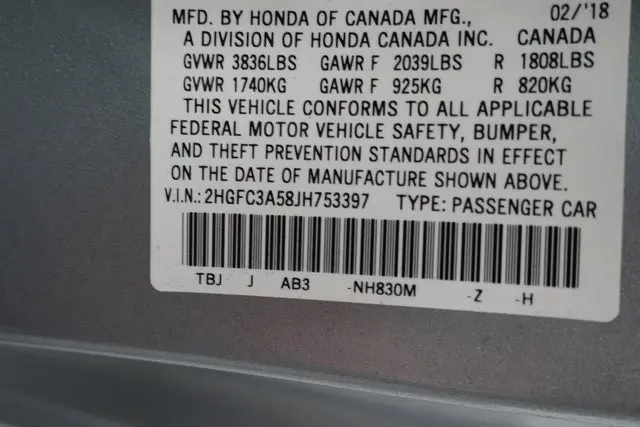 MFD. BY HONDA OF CANADA MFG., 02/'18
A DIVISION OF HONDA CANADA INC. CANADA
GVWR 3836LBS GAWR F 2039LBS R 1808LBS
GVWR 1740KG GAWR F 925KG R 820KG
THIS VEHICLE CONFORMS TO ALL APPLICABLE
FEDERAL MOTOR VEHICLE SAFETY, BUMPER,
AND THEFT PREVENTION STANDARDS IN EFFECT
ON THE DATE OF MANUFACTURE SHOWN ABOVE.
V.I.N.:2HGFC3A58JH753397 TYPE: PASSENGER CAR
TBJ J AB3 -NH830M -Z -H